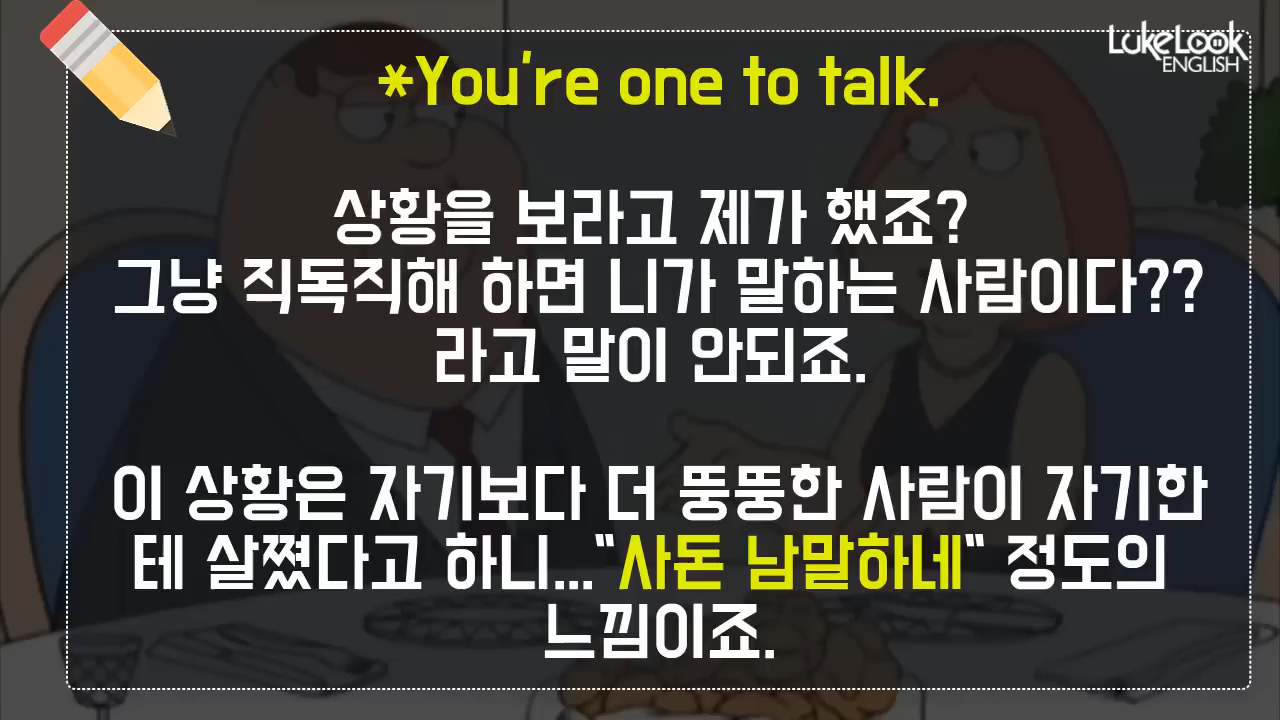 LukeLook
ENGLISH
*You're one to talk.
상황을 보라고 제가 했죠?
그냥 직독직해 하면 니가 말하는 사람이다??
라고 말이 안되죠.
이 상황은 자기보다 더 뚱뚱한 사람이 자기한
테 살쪘다고 하니..."사돈 남말하네" 정도의
느낌이죠.